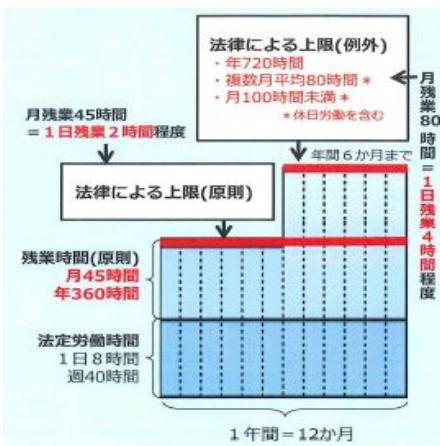 法律による上限(例外)
・年720時間
・複数月平均80時間＊
・月100時間未満＊
＊休日労働を含む
月残業80時間＝1日残業4時間程度
月残業45時間
＝1日残業2時間程度
年間6か月まで
法律による上限(原則)
残業時間(原則)
月45時間
年360時間
法定労働時間
1日8時間
週40時間
1年間＝12か月